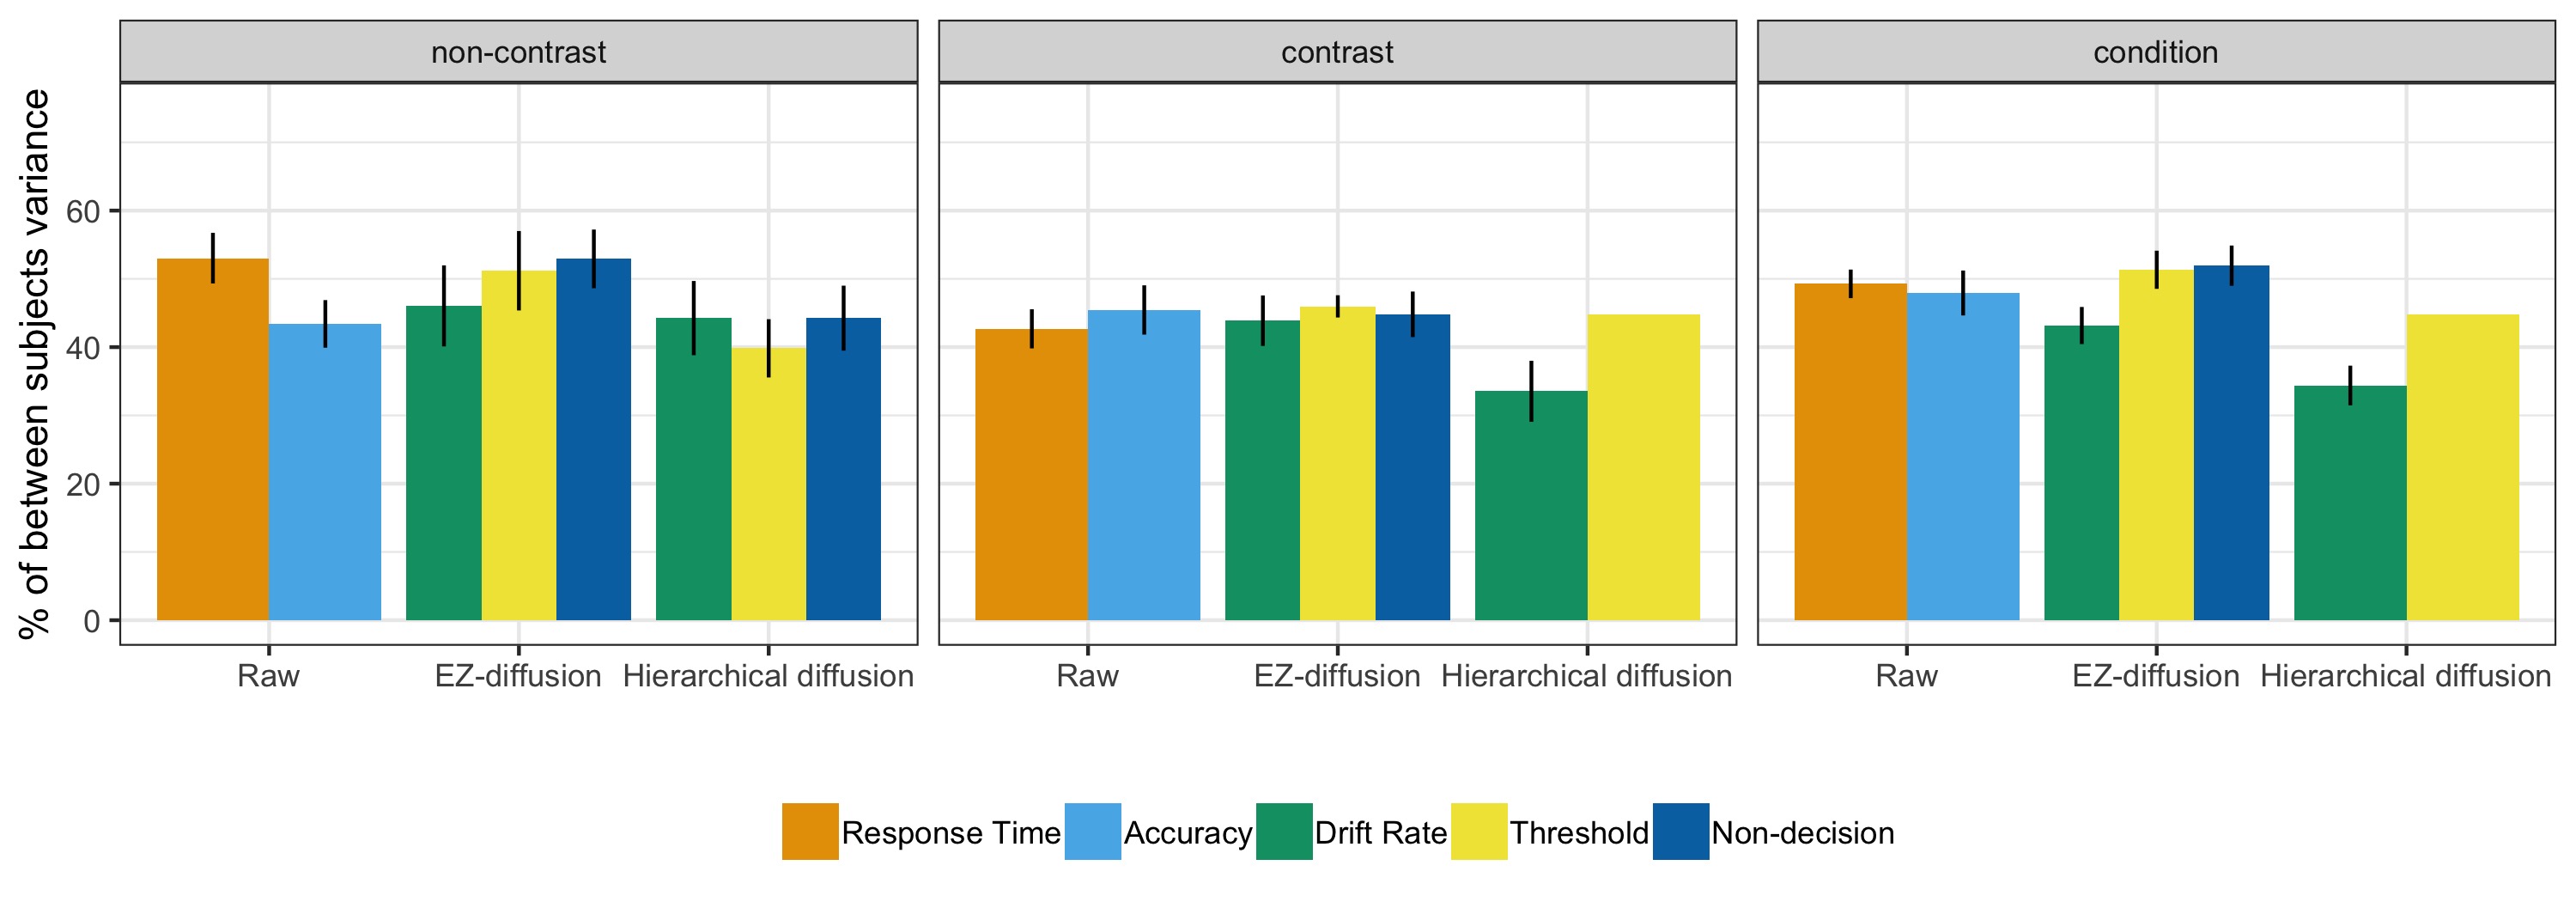 non-contrast
contrast
condition
% of between subjects variance
60
40
20
0
Raw EZ-diffusion Hierarchical diffusion
Raw EZ-diffusion Hierarchical diffusion
Raw EZ-diffusion Hierarchical diffusion
Response Time Accuracy Drift Rate Threshold Non-decision